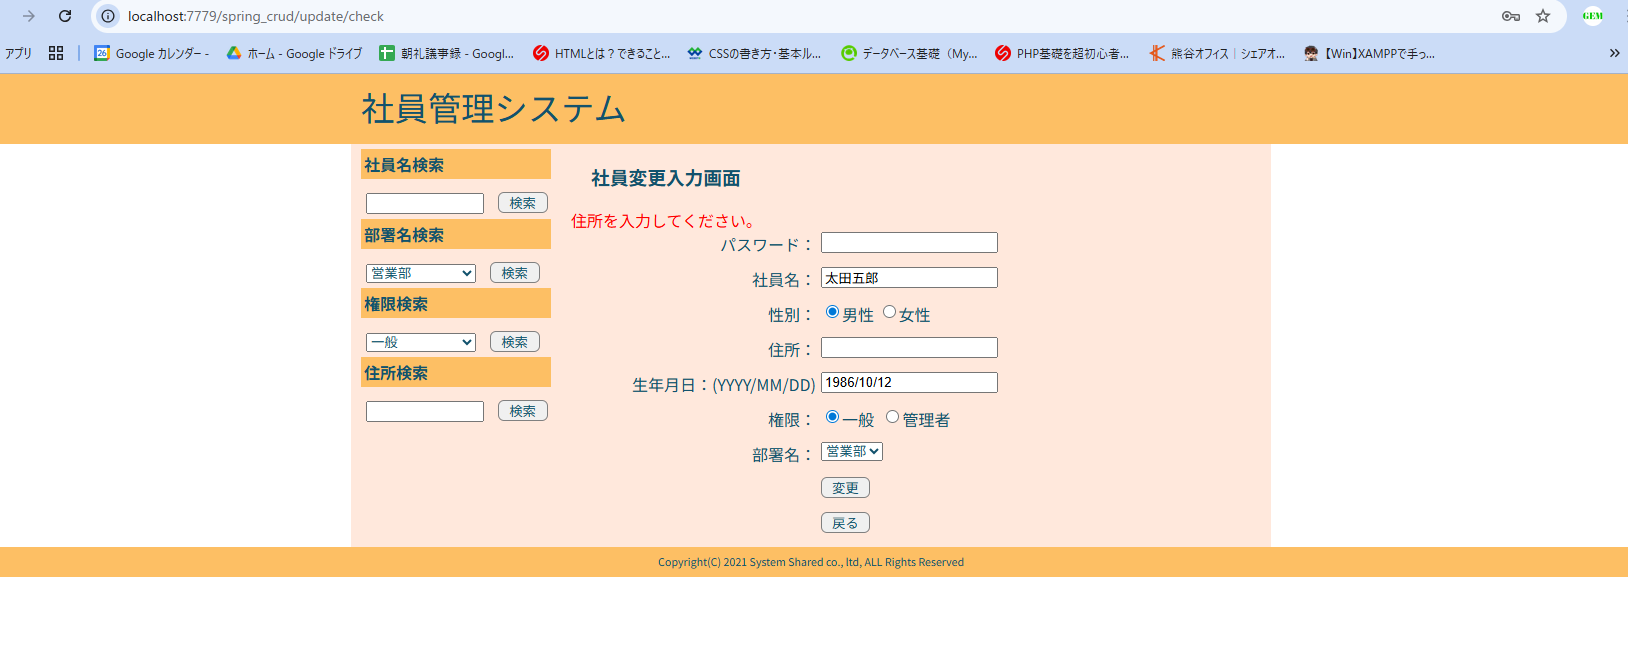 localhost:7779/spring_crud/update/check
GEM
アプリ
26 Google カレンダー -
ホーム - Google ドライブ
朝礼議事録 - Googl...
HTMLとは？できること...
CSSの書き方・基本ル...
データベース基礎（My...
PHP基礎を超初心者...
熊谷オフィス｜シェアオ...
【Win】XAMPPで手っ...
»
社員管理システム
社員名検索
検索
部署名検索
営業部 検索
権限検索
一般 検索
住所検索
検索
社員変更入力画面
住所を入力してください。
パスワード：
社員名： 太田五郎
性別： 男性 女性
住所：
生年月日：(YYYY/MM/DD) 1986/10/12
権限： 一般 管理者
部署名： 営業部
変更
戻る
Copyright(C) 2021 System Shared co., ltd, ALL Rights Reserved